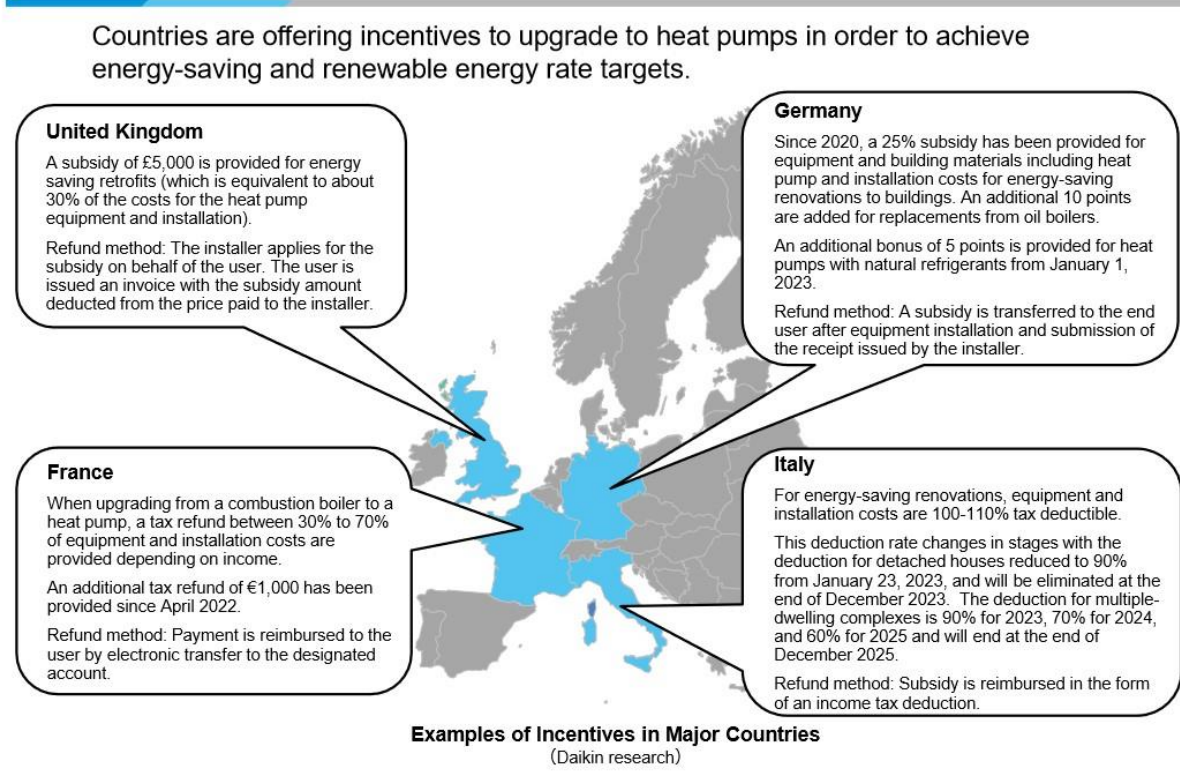 Countries are offering incentives to upgrade to heat pumps in order to achieve
energy-saving and renewable energy rate targets.
United Kingdom
A subsidy of £5,000 is provided for energy
saving retrofits (which is equivalent to about
30% of the costs for the heat pump
equipment and installation).
Refund method: The installer applies for the
subsidy on behalf of the user. The user is
issued an invoice with the subsidy amount
deducted from the price paid to the installer.
Germany
Since 2020, a 25% subsidy has been provided for
equipment and building materials including heat
pump and installation costs for energy-saving
renovations to buildings. An additional 10 points
are added for replacements from oil boilers.
An additional bonus of 5 points is provided for heat
pumps with natural refrigerants from January 1,
2023.
Refund method: A subsidy is transferred to the end
user after equipment installation and submission of
the receipt issued by the installer.
France
When upgrading from a combustion boiler to a
heat pump, a tax refund between 30% to 70%
of equipment and installation costs are
provided depending on income.
An additional tax refund of €1,000 has been
provided since April 2022.
Refund method: Payment is reimbursed to the
user by electronic transfer to the designated
account.
Italy
For energy-saving renovations, equipment and
installation costs are 100-110% tax deductible.
This deduction rate changes in stages with the
deduction for detached houses reduced to 90%
from January 23, 2023, and will be eliminated at the
end of December 2023. The deduction for multiple-
dwelling complexes is 90% for 2023, 70% for 2024,
and 60% for 2025 and will end at the end of
December 2025.
Refund method: Subsidy is reimbursed in the form
of an income tax deduction.
Examples of Incentives in Major Countries
(Daikin research)